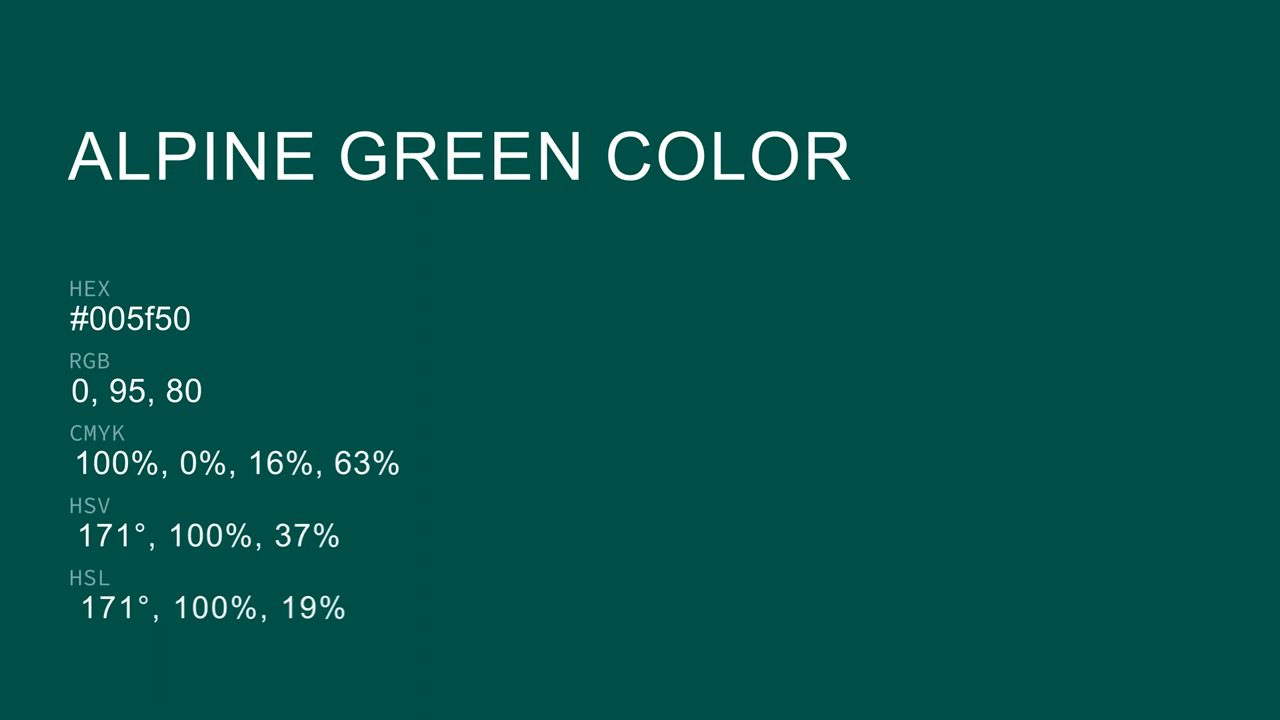 ALPINE GREEN COLOR
HEX
#005f50
RGB
0, 95, 80
CMYK
100%, 0%, 16%, 63%
HSV
171°, 100%, 37%
HSL
171°, 100%, 19%